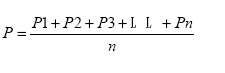 P = (P1 + P2 + P3 + L L + Pn) / n